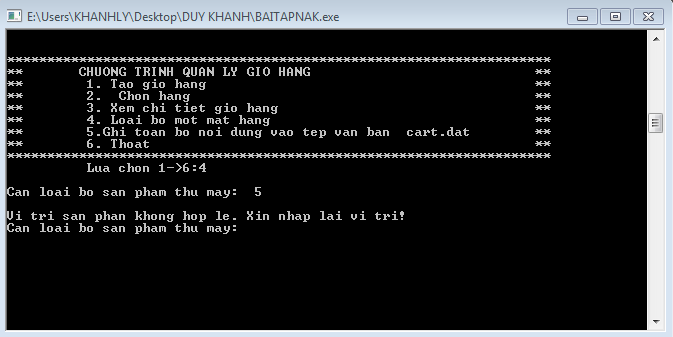 E:\Users\KHANHLY\Desktop\DUY KHANH\BAITAPNAK.exe
********************************************************************
** CHUONG TRINH QUAN LY GIO HANG **
** 1. Tao gio hang **
** 2. Chon hang **
** 3. Xem chi tiet gio hang **
** 4. Loai bo mot mat hang **
** 5.Ghi toan bo noi dung vao tep van ban cart.dat **
** 6. Thoat **
********************************************************************
Lua chon 1->6:4
Can loai bo san pham thu may: 5
Vi tri san phan khong hop le. Xin nhap lai vi tri!
Can loai bo san pham thu may: